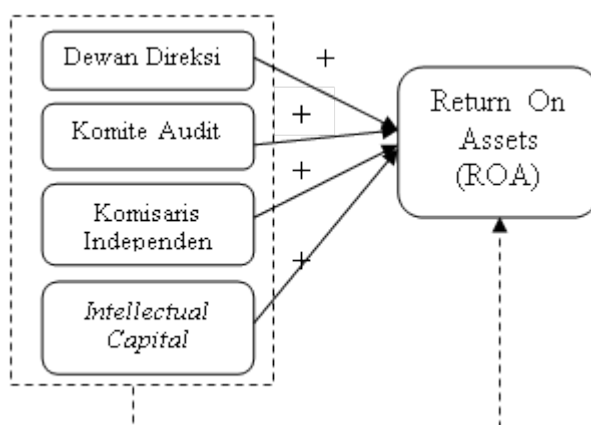 Dewan Direksi
+
Komite Audit
+
Komisaris
Independen
+
Intellectual
Capital
+
Return On
Assets
(ROA)